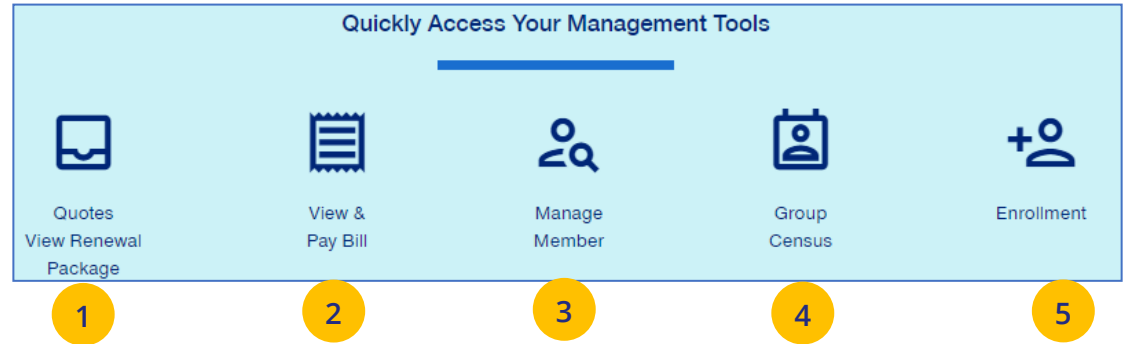 Quickly Access Your Management Tools
Quotes
View Renewal
Package
View &
Pay Bill
Manage
Member
Group
Census
Enrollment
1
2
3
4
5